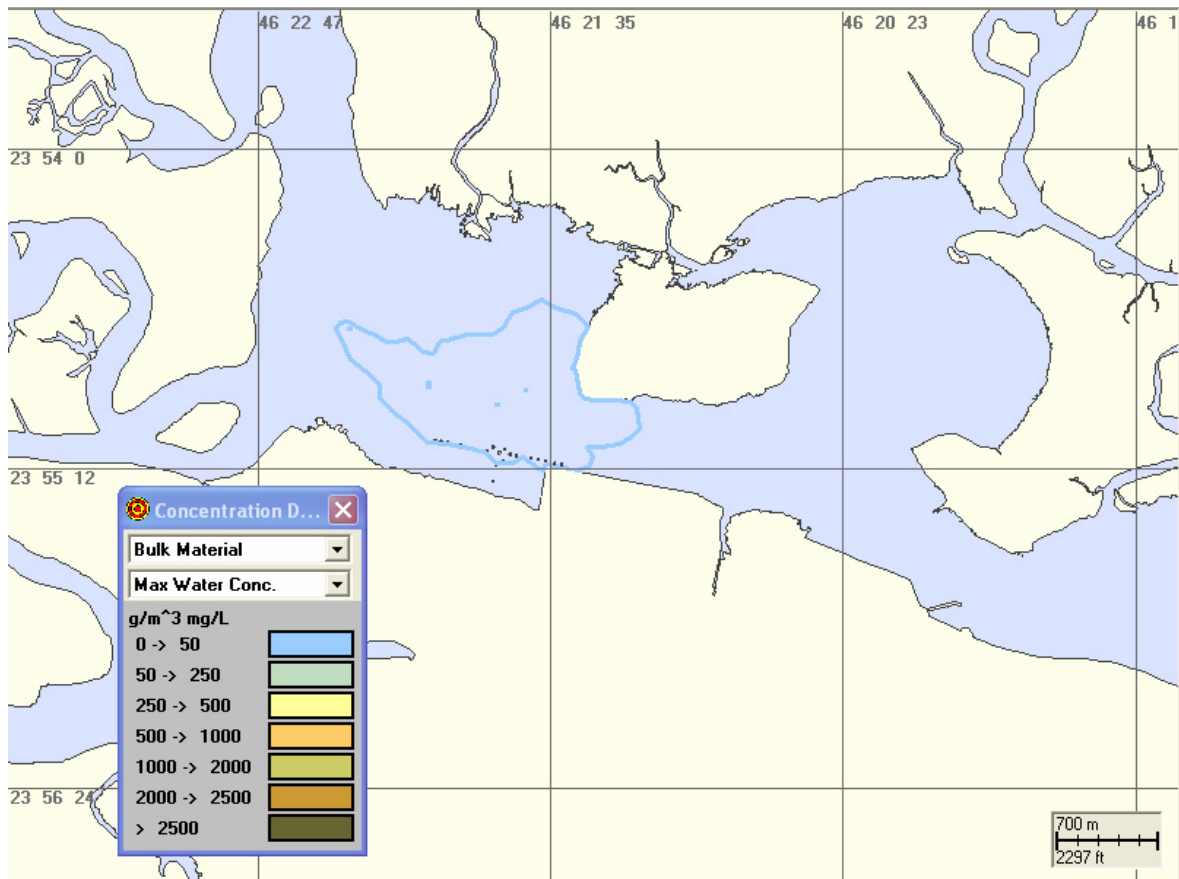 46 22 47
46 21 35
46 20 23
46 1
23 54 0
23 55 12
Concentration D...
Bulk Material
Max Water Conc.
g/m^3 mg/L
0 -> 50
50 -> 250
250 -> 500
500 -> 1000
1000 -> 2000
2000 -> 2500
> 2500
23 56 24
700 m
2297 ft